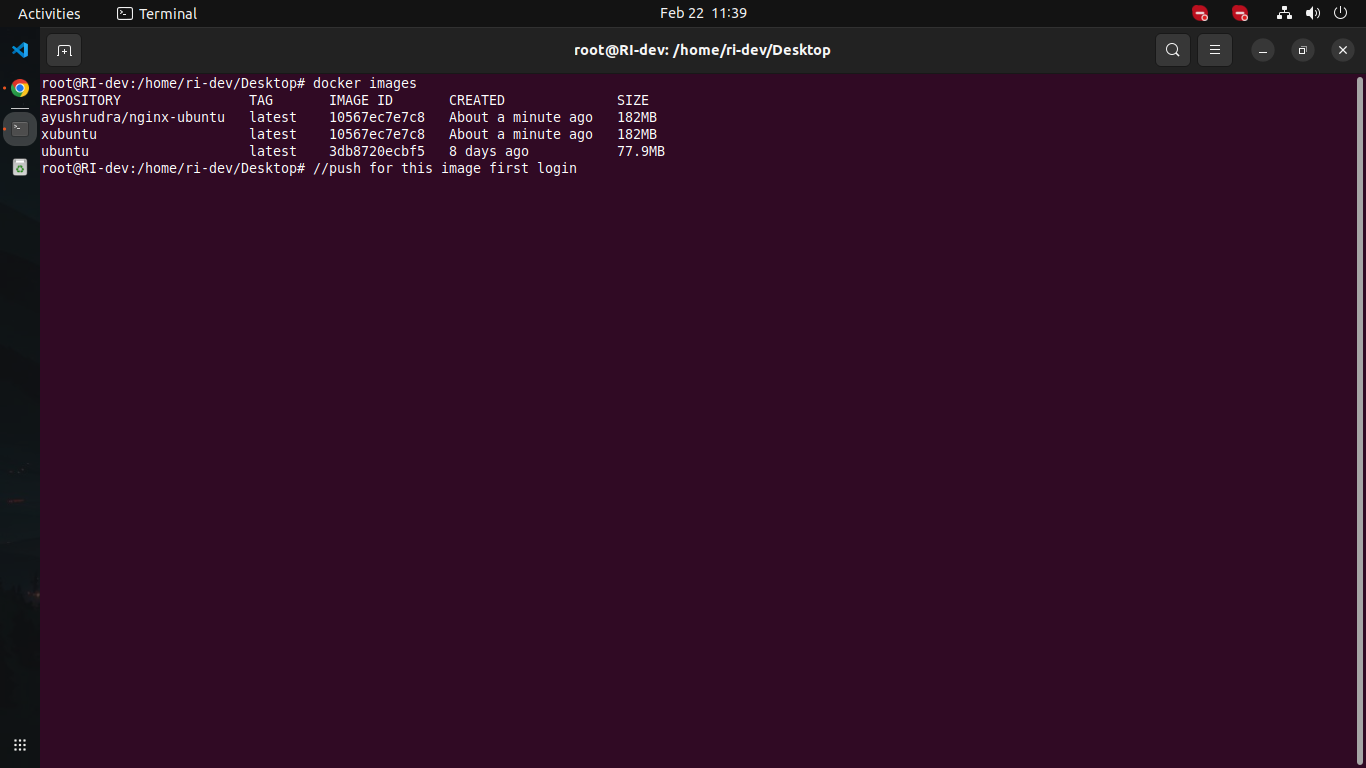 Activities Terminal Feb 22 11:39
root@RI-dev: /home/ri-dev/Desktop
root@RI-dev:/home/ri-dev/Desktop# docker images
REPOSITORY TAG IMAGE ID CREATED SIZE
ayushrudra/nginx-ubuntu latest 10567ec7e7c8 About a minute ago 182MB
xubuntu latest 10567ec7e7c8 About a minute ago 182MB
ubuntu latest 3db8720ecbf5 8 days ago 77.9MB
root@RI-dev:/home/ri-dev/Desktop# //push for this image first login